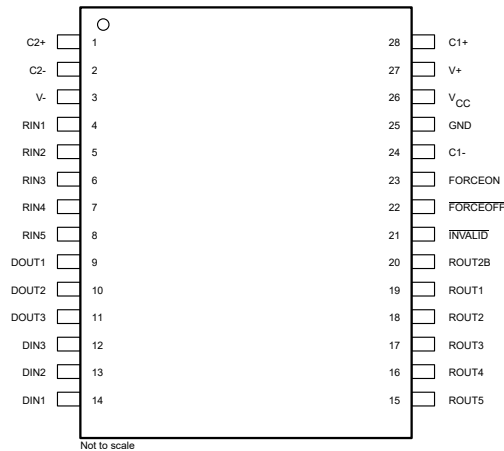 C2+ 1 28 C1+
C2- 2 27 V+
V- 3 26 VCC
RIN1 4 25 GND
RIN2 5 24 C1-
RIN3 6 23 FORCEON
RIN4 7 22 FORCEOFF
RIN5 8 21 INVALID
DOUT1 9 20 ROUT2B
DOUT2 10 19 ROUT1
DOUT3 11 18 ROUT2
DIN3 12 17 ROUT3
DIN2 13 16 ROUT4
DIN1 14 15 ROUT5
Not to scale